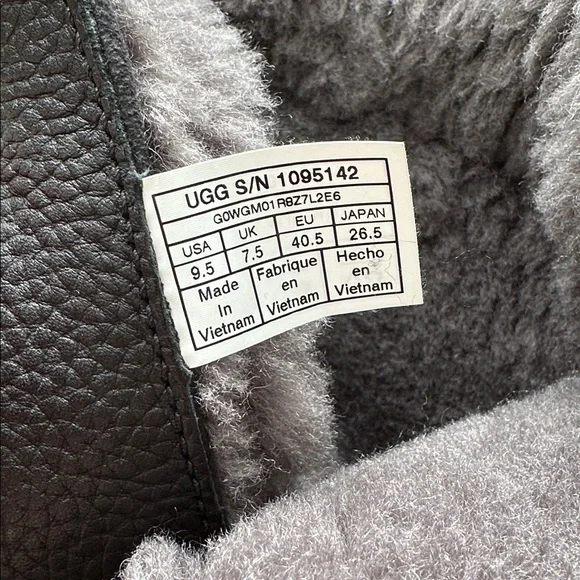 UGG S/N 1095142
G0WGM01R8Z7L2E6
USA UK EU JAPAN
9.5 7.5 40.5 26.5
Made Fabrique Hecho
In en en
Vietnam Vietnam Vietnam